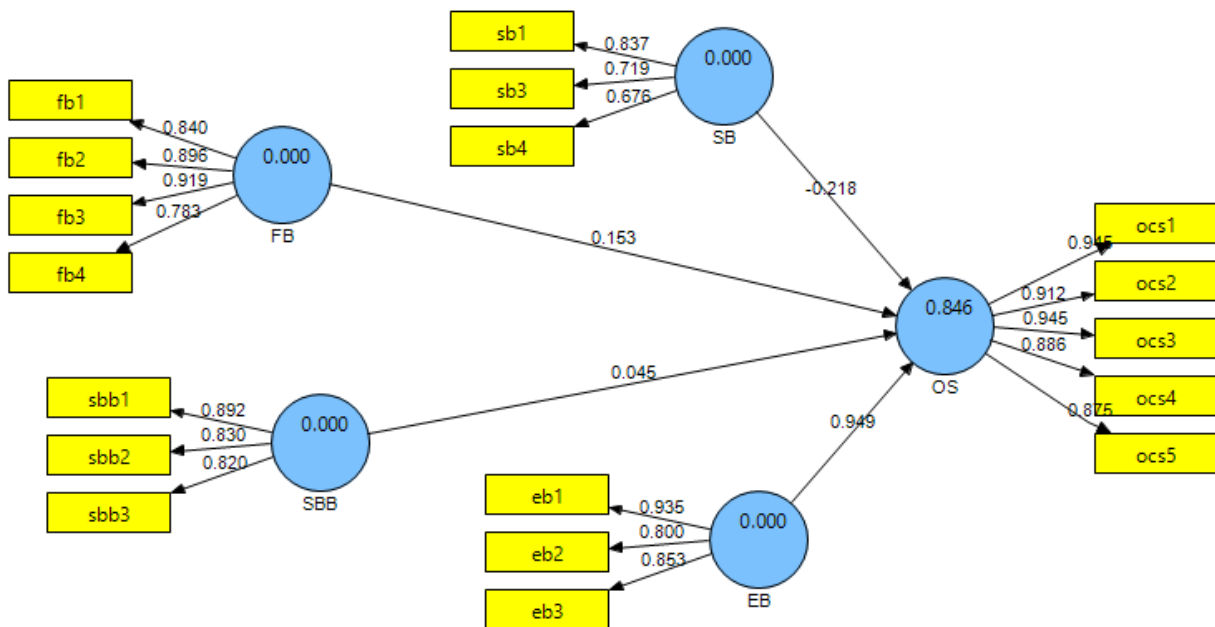 sb1
sb3
sb4
0.837
0.719
0.676
0.000
SB
fb1
fb2
fb3
fb4
0.840
0.896
0.919
0.783
0.000
FB
-0.218
0.153
ocs1
ocs2
ocs3
ocs4
ocs5
0.945
0.912
0.945
0.886
0.875
0.846
OS
sbb1
sbb2
sbb3
0.892
0.830
0.820
0.000
SBB
0.045
0.949
eb1
eb2
eb3
0.935
0.800
0.853
0.000
EB